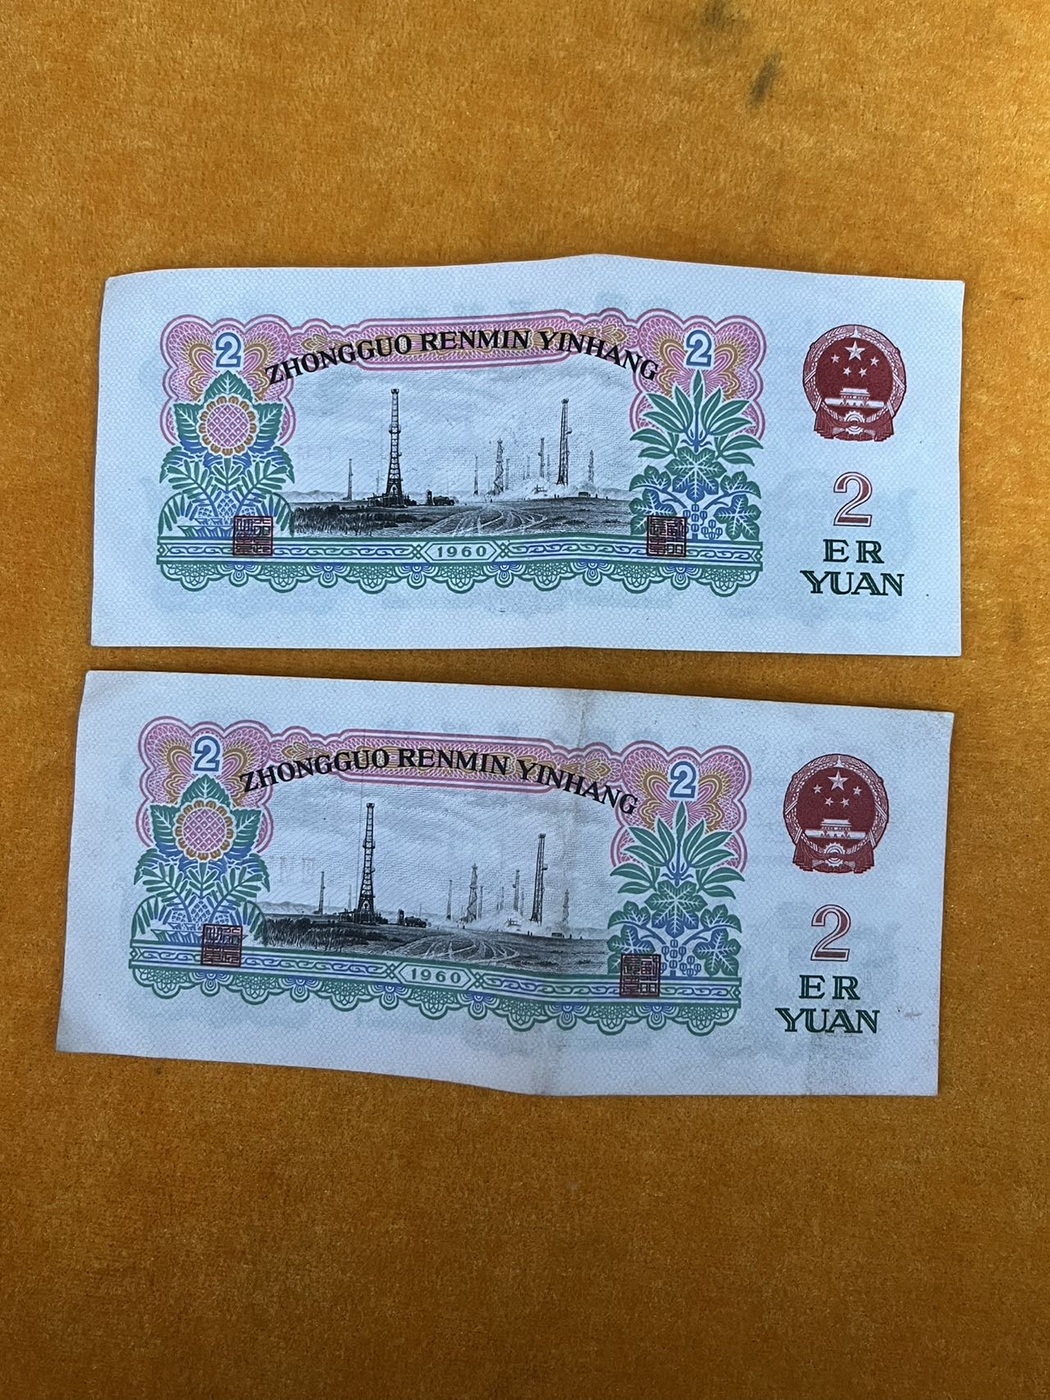 2 ZHONGGUO RENMIN YINHANG 2
1960
2
ER
YUAN
2 ZHONGGUO RENMIN YINHANG 2
1960
2
ER
YUAN